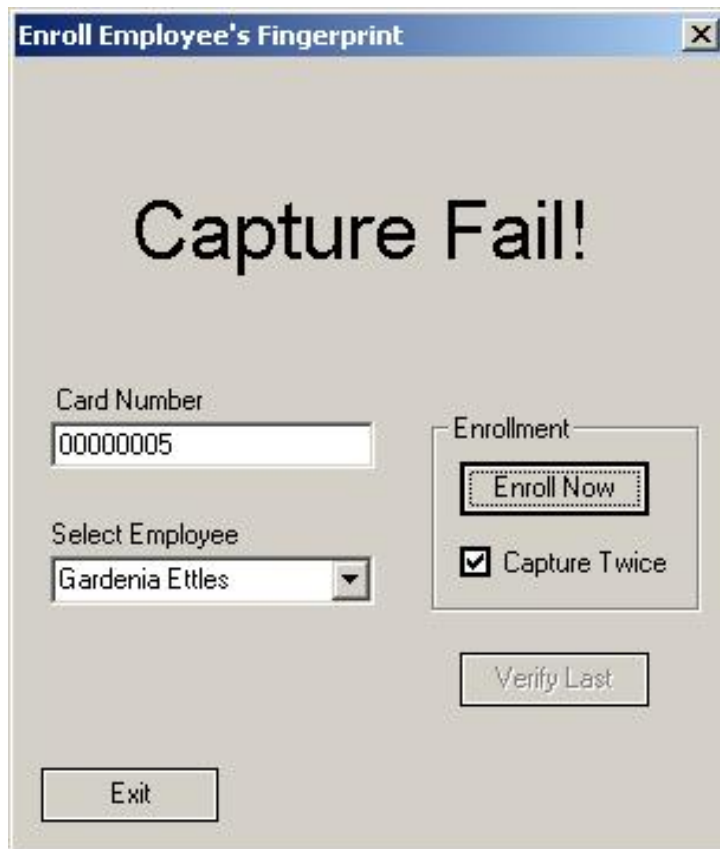 Enroll Employee's Fingerprint
Capture Fail!
Card Number
00000005
Select Employee
Gardenia Ettles
Enrollment
Enroll Now
Capture Twice
Verify Last
Exit